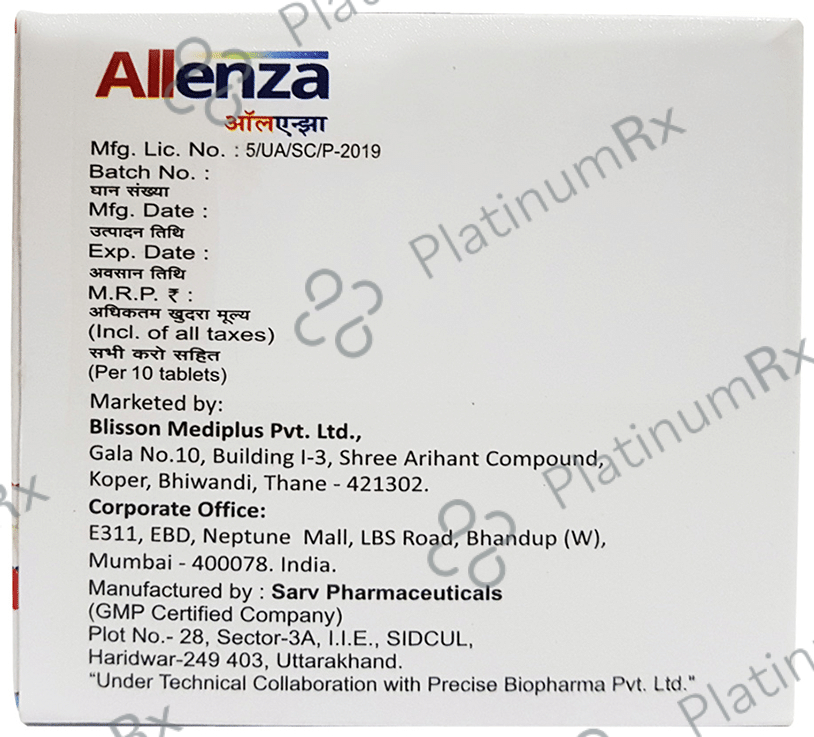 Allenza
ऑलएन्झा
Mfg. Lic. No. : 5/UA/SC/P-2019
Batch No. :
घान संख्या
Mfg. Date :
उत्पादन तिथि
Exp. Date :
अवसान तिथि
M.R.P. ₹ :
अधिकतम खुदरा मूल्य
(Incl. of all taxes)
सभी करो सहित
(Per 10 tablets)
Marketed by:
Blisson Mediplus Pvt. Ltd.,
Gala No.10, Building I-3, Shree Arihant Compound,
Koper, Bhiwandi, Thane - 421302.
Corporate Office:
E311, EBD, Neptune Mall, LBS Road, Bhandup (W),
Mumbai - 400078. India.
Manufactured by : Sarv Pharmaceuticals
(GMP Certified Company)
Plot No.- 28, Sector-3A, I.I.E., SIDCUL,
Haridwar-249 403, Uttarakhand.
"Under Technical Collaboration with Precise Biopharma Pvt. Ltd."
PlatinumRx
PlatinumRx
Platin
Rx
Rx
Platinum